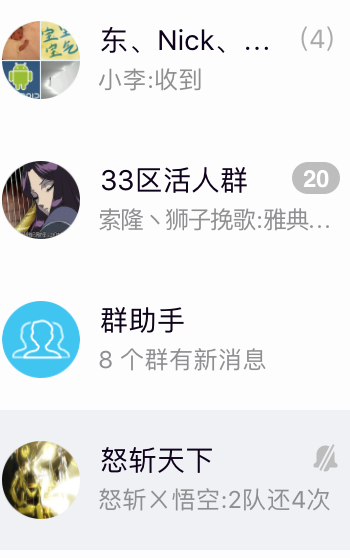 东、Nick、... (4)
小李:收到
33区活人群 20
索隆丶狮子挽歌:雅典...
群助手
8 个群有新消息
怒斩天下
怒斩×悟空:2队还4次